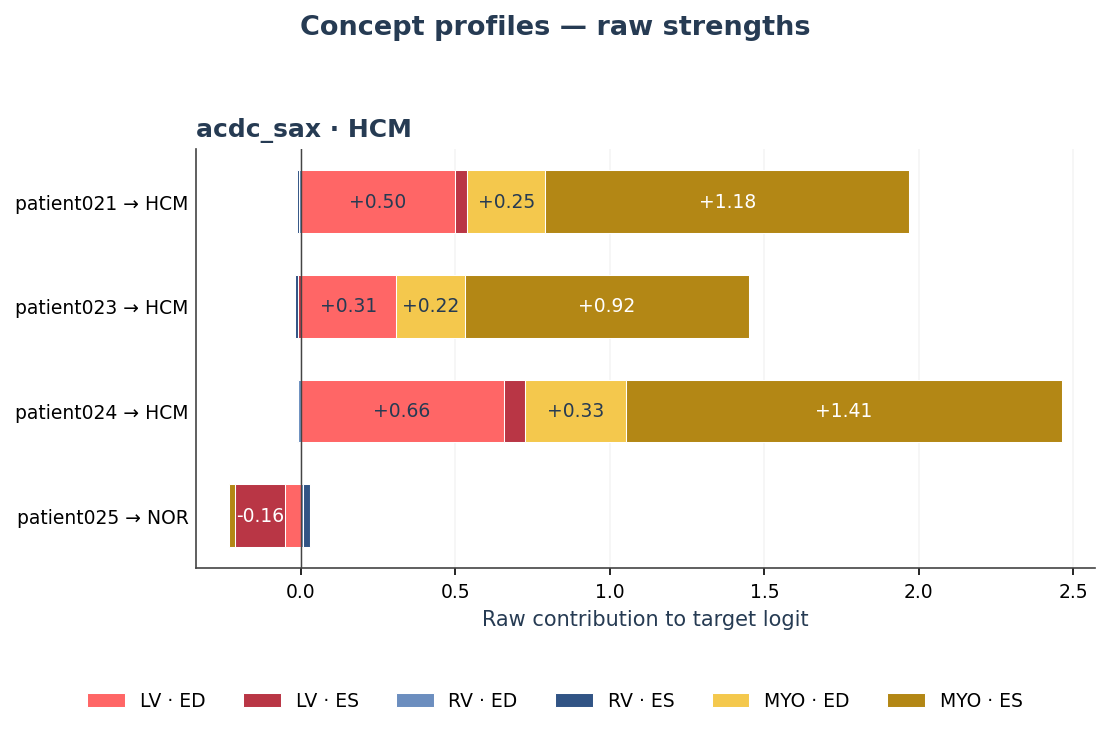 Concept profiles — raw strengths
acdc_sax · HCM
patient021 → HCM
+0.50
+0.25
+1.18
patient023 → HCM
+0.31
+0.22
+0.92
patient024 → HCM
+0.66
+0.33
+1.41
patient025 → NOR
-0.16
0.0 0.5 1.0 1.5 2.0 2.5
Raw contribution to target logit
LV · ED LV · ES RV · ED RV · ES MYO · ED MYO · ES